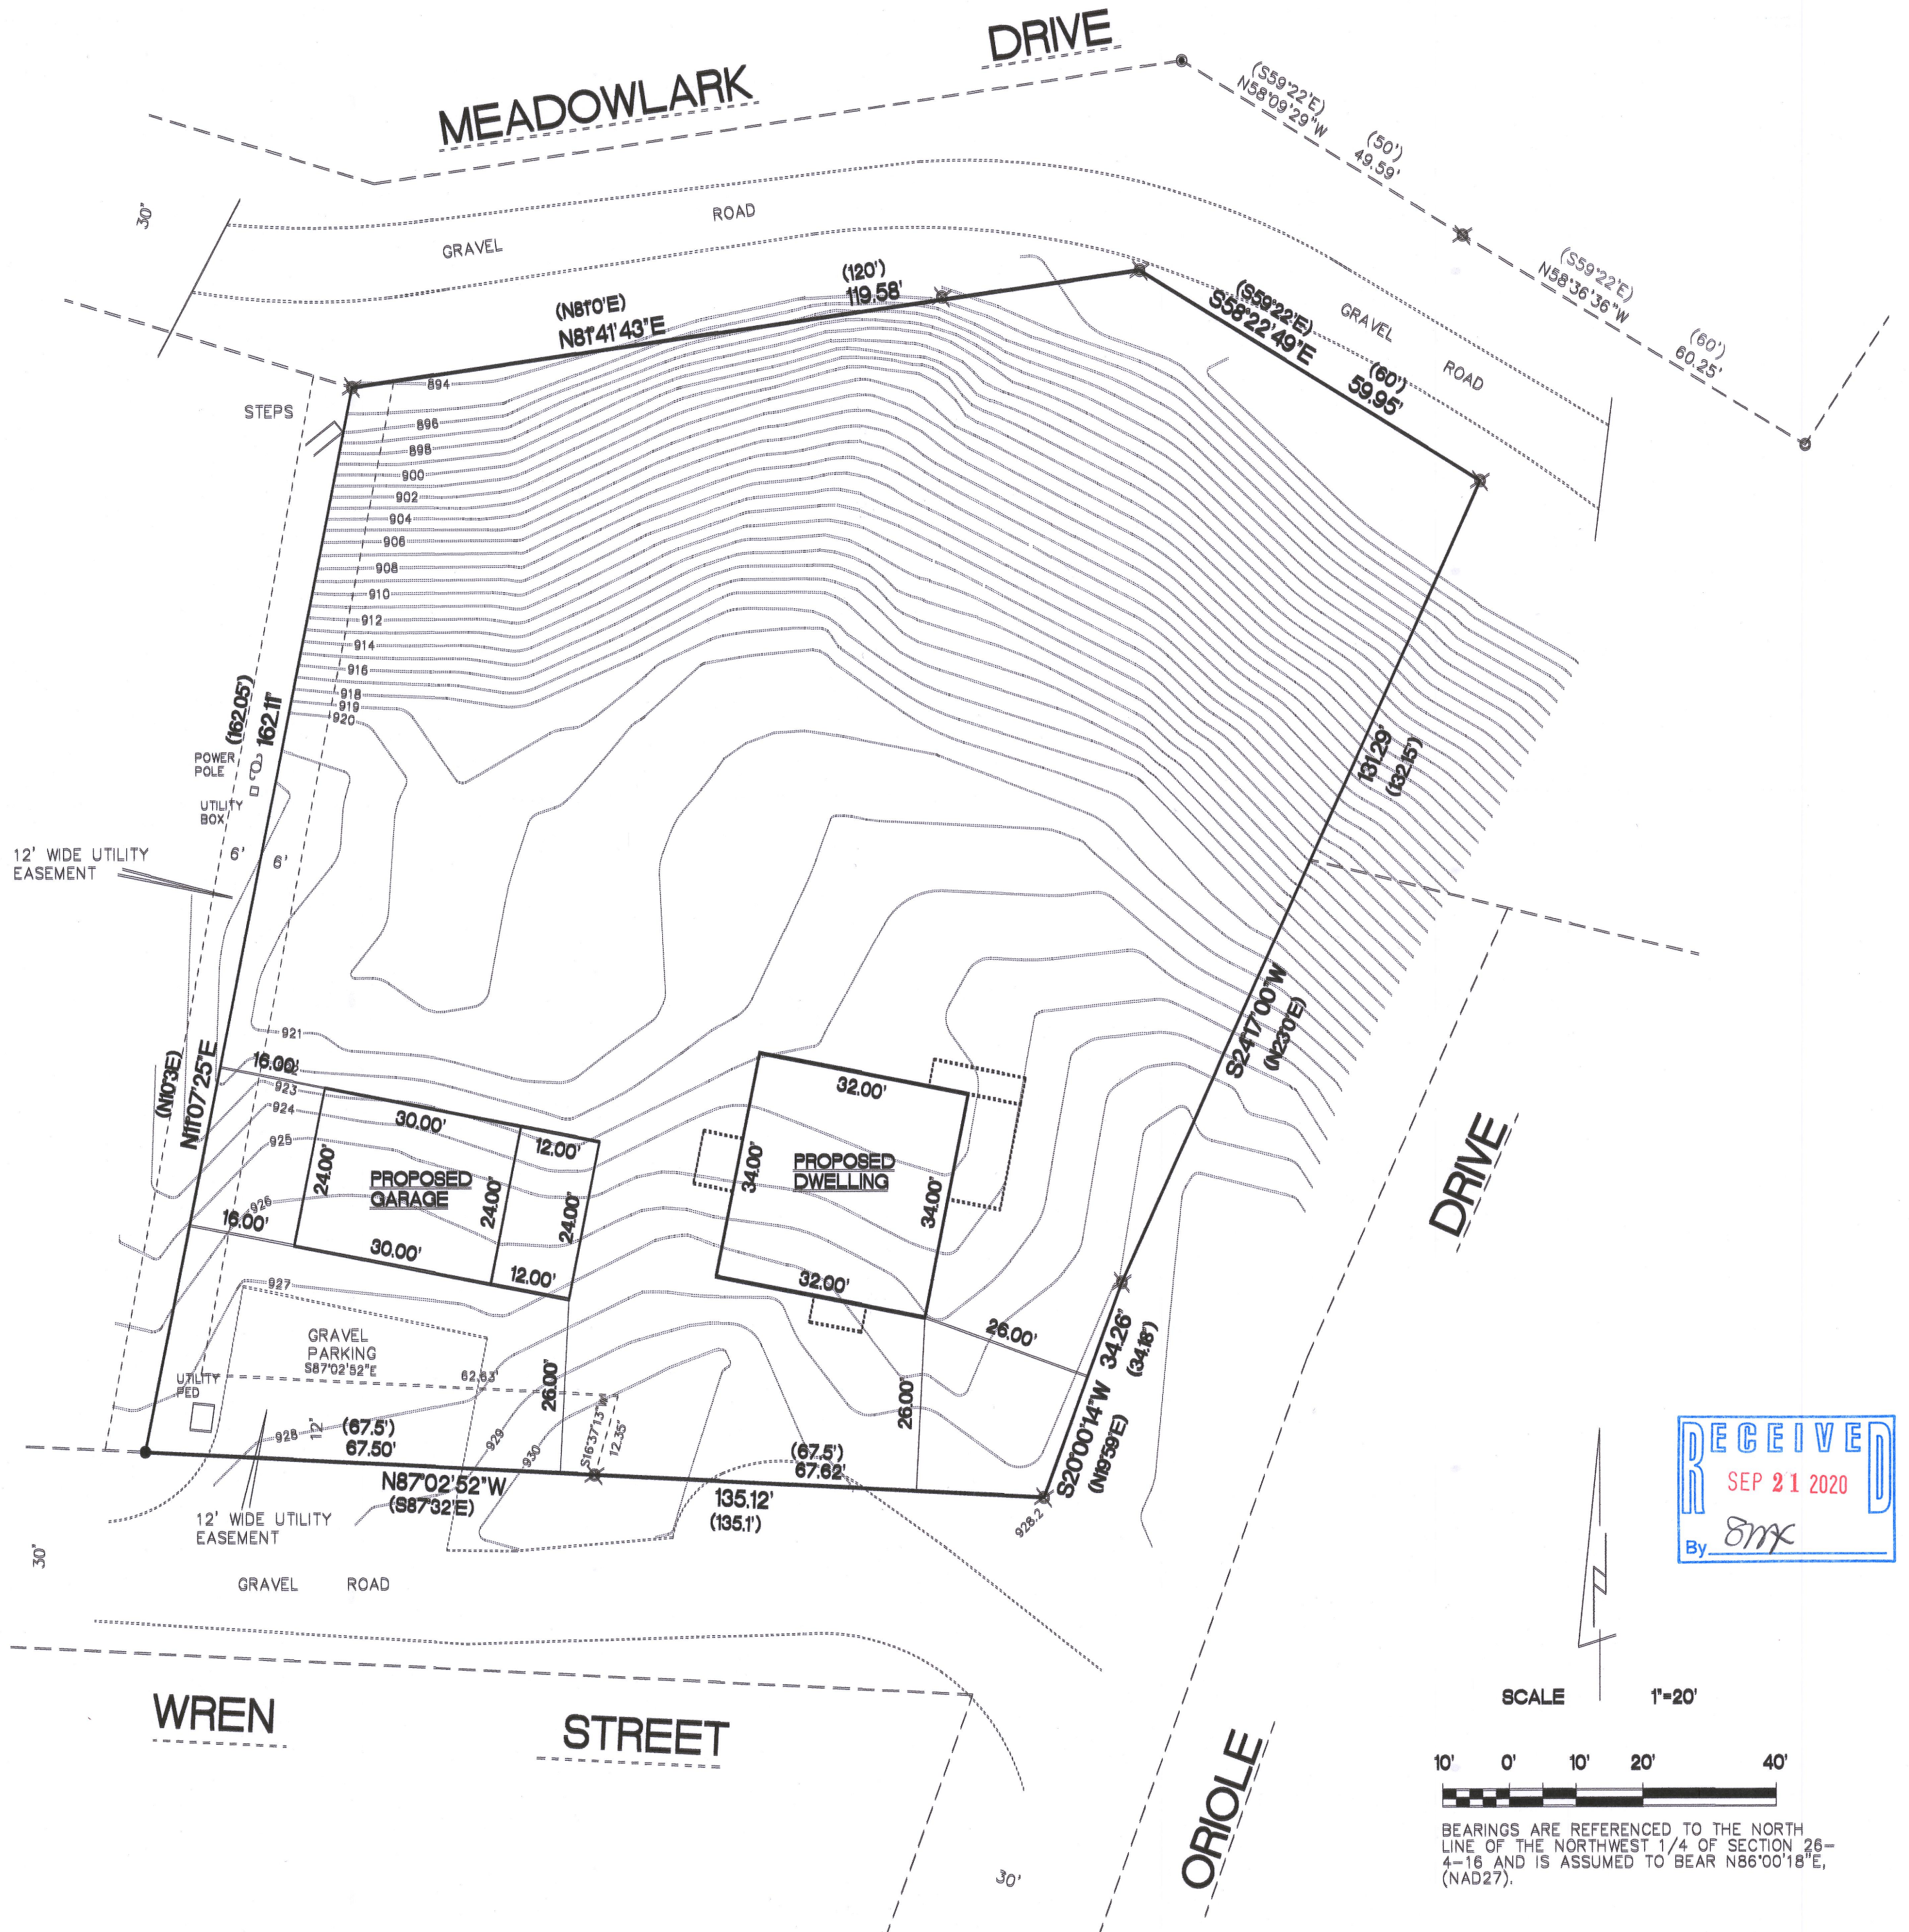 MEADOWLARK DRIVE
(S59°22'E)
N58°09'29"W
(50')
49.59'
(S59°22'E)
N58°36'36"W
(60')
60.25'
30"
ROAD
GRAVEL
(N81°0'E)
N81°41'43"E
(120')
119.58'
(S59°22'E)
S58°22'49"E
(60')
59.95'
GRAVEL
ROAD
STEPS
894
896
898
900
902
904
906
908
910
912
914
916
918
919
920
(162.05')
162.11'
POWER
POLE
UTILITY
BOX
6'
6'
12' WIDE UTILITY
EASEMENT
131.29'
(132.15')
S24°17'00"W
(N23°0'E)
921
(N10°3'E)
N11°07'25"E
16.00'
923
924
925
926
30.00'
12.00'
24.00'
PROPOSED
GARAGE
24.00'
24.00'
16.00'
30.00'
12.00'
32.00'
34.00'
PROPOSED
DWELLING
34.00'
32.00'
DRIVE
927
GRAVEL
PARKING
S87°02'52"E
62.63'
UTILITY
PED
26.00'
26.00'
26.00'
34.26'
(34.18')
S20°00'14"W
(N19°59'E)
928
12"
(67.5')
67.50'
929
930
S16°37'13"W
12.35'
(67.5')
67.62'
N87°02'52"W
(S87°32'E)
135.12'
(135.1')
928.2
12' WIDE UTILITY
EASEMENT
30"
GRAVEL ROAD
RECEIVED
SEP 21 2020
By
WREN STREET
ORIOLE
30'
SCALE 1"=20'
10' 0' 10' 20' 40'
BEARINGS ARE REFERENCED TO THE NORTH
LINE OF THE NORTHWEST 1/4 OF SECTION 26-
4-16 AND IS ASSUMED TO BEAR N86°00'18"E,
(NAD27).